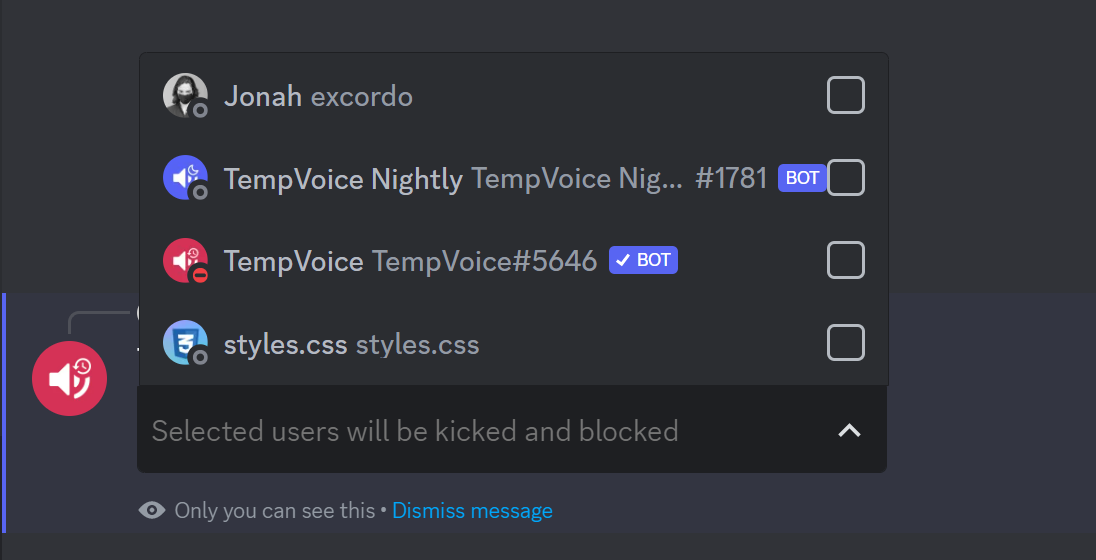 Jonah excordo
TempVoice Nightly TempVoice Nig... #1781 BOT
TempVoice TempVoice#5646 ✓ BOT
styles.css styles.css
Selected users will be kicked and blocked
Only you can see this • Dismiss message